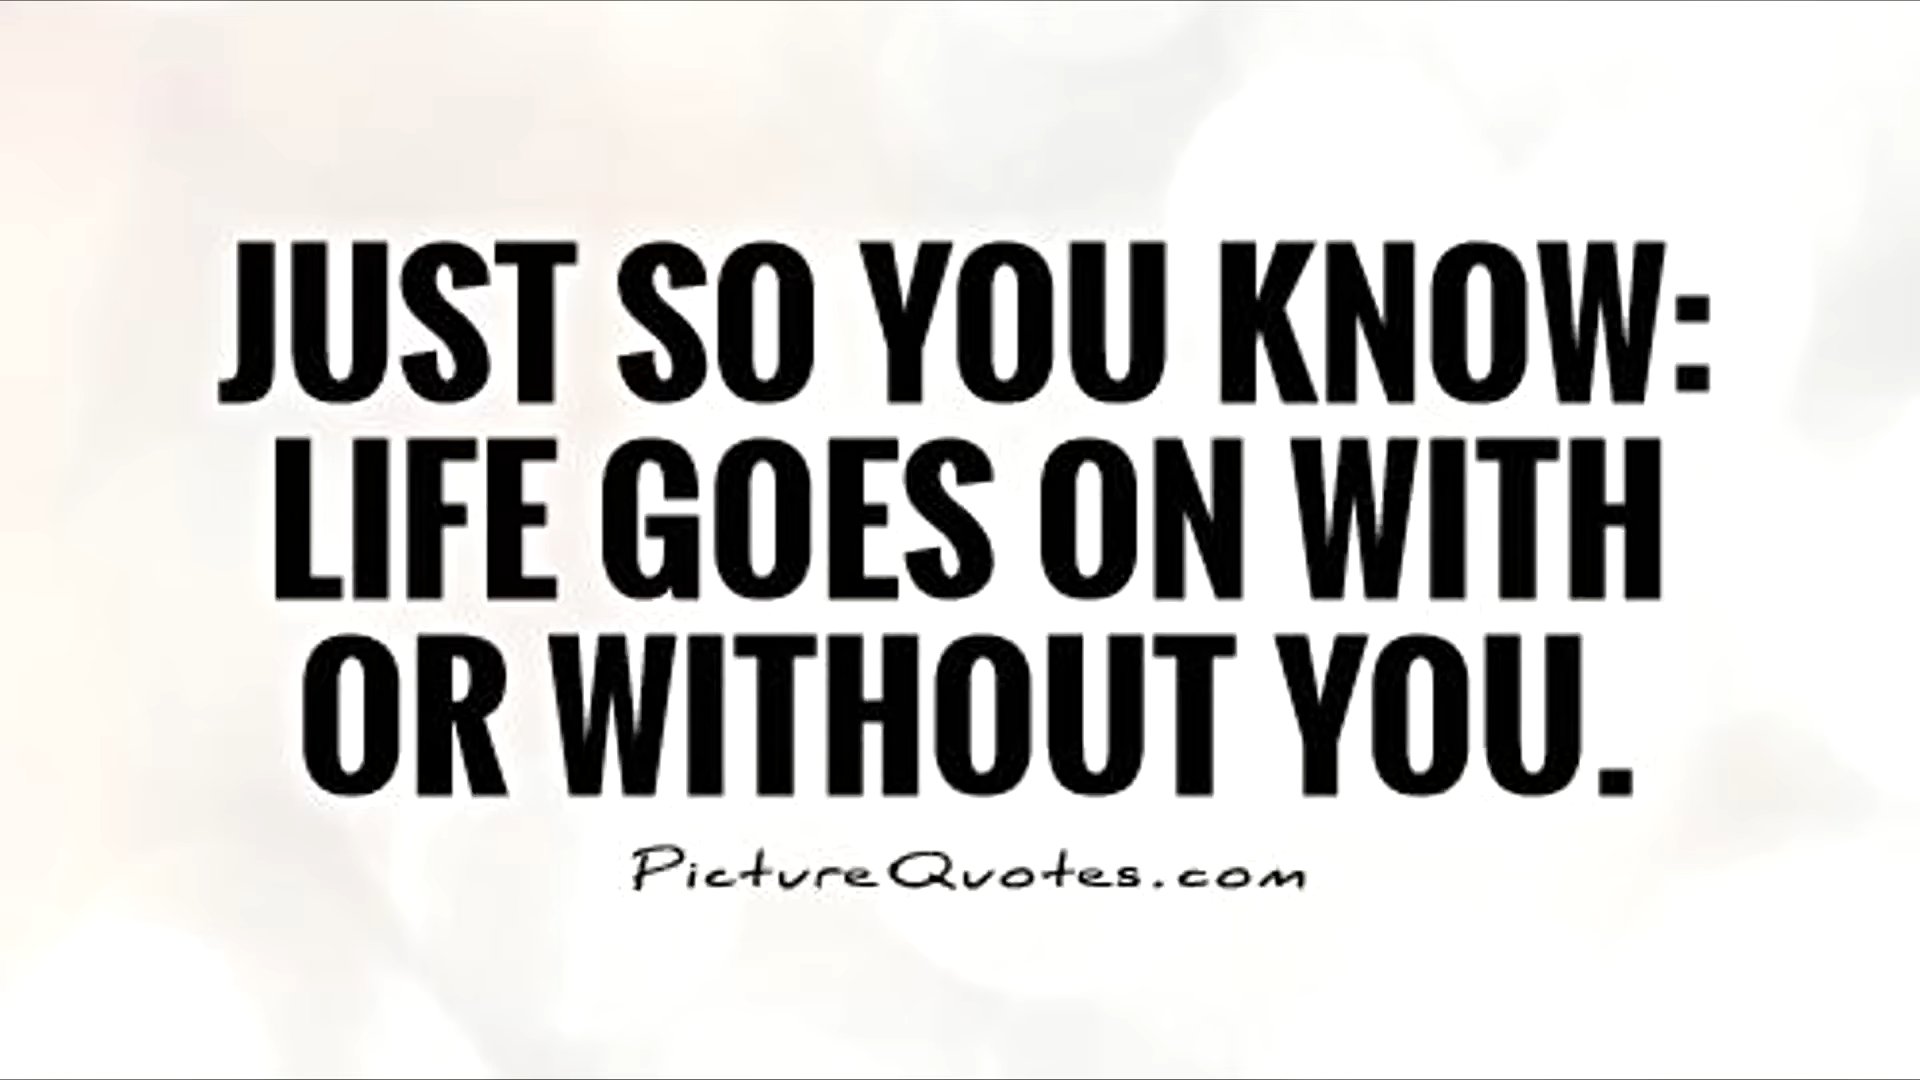 JUST SO YOU KNOW:
LIFE GOES ON WITH
OR WITHOUT YOU.
PictureQuotes.com